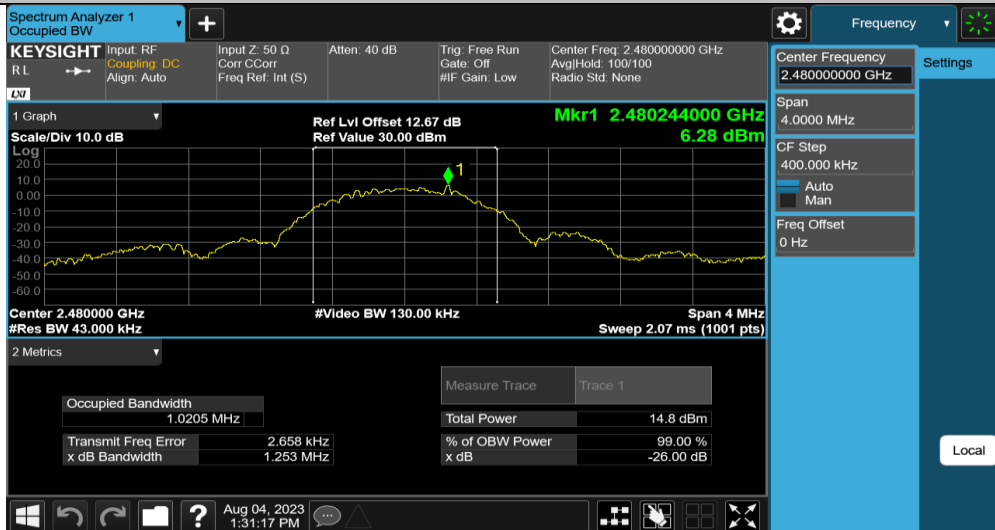 Spectrum Analyzer 1
Occupied BW
+
Frequency
KEYSIGHT
R L
LXI
Input: RF
Coupling: DC
Align: Auto
Input Z: 50 Ω
Corr CCorr
Freq Ref: Int (S)
Atten: 40 dB
Trig: Free Run
Gate: Off
#IF Gain: Low
Center Freq: 2.480000000 GHz
Avg|Hold: 100/100
Radio Std: None
Center Frequency
2.480000000 GHz
Settings
Span
4.0000 MHz
CF Step
400.000 kHz
Auto
Man
Freq Offset
0 Hz
Local
1 Graph
Scale/Div 10.0 dB
Ref Lvl Offset 12.67 dB
Ref Value 30.00 dBm
Mkr1 2.480244000 GHz
6.28 dBm
Log
20.0
10.0
0.00
-10.0
-20.0
-30.0
-40.0
-50.0
-60.0
1
Center 2.480000 GHz
#Res BW 43.000 kHz
#Video BW 130.00 kHz
Span 4 MHz
Sweep 2.07 ms (1001 pts)
2 Metrics
Measure Trace Trace 1
Occupied Bandwidth
1.0205 MHz
Total Power 14.8 dBm
Transmit Freq Error 2.658 kHz
% of OBW Power 99.00 %
x dB Bandwidth 1.253 MHz
x dB -26.00 dB
?
Aug 04, 2023
1:31:17 PM